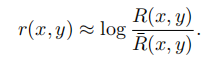 r(x, y) ≈ log R(x, y) / R̄(x, y).